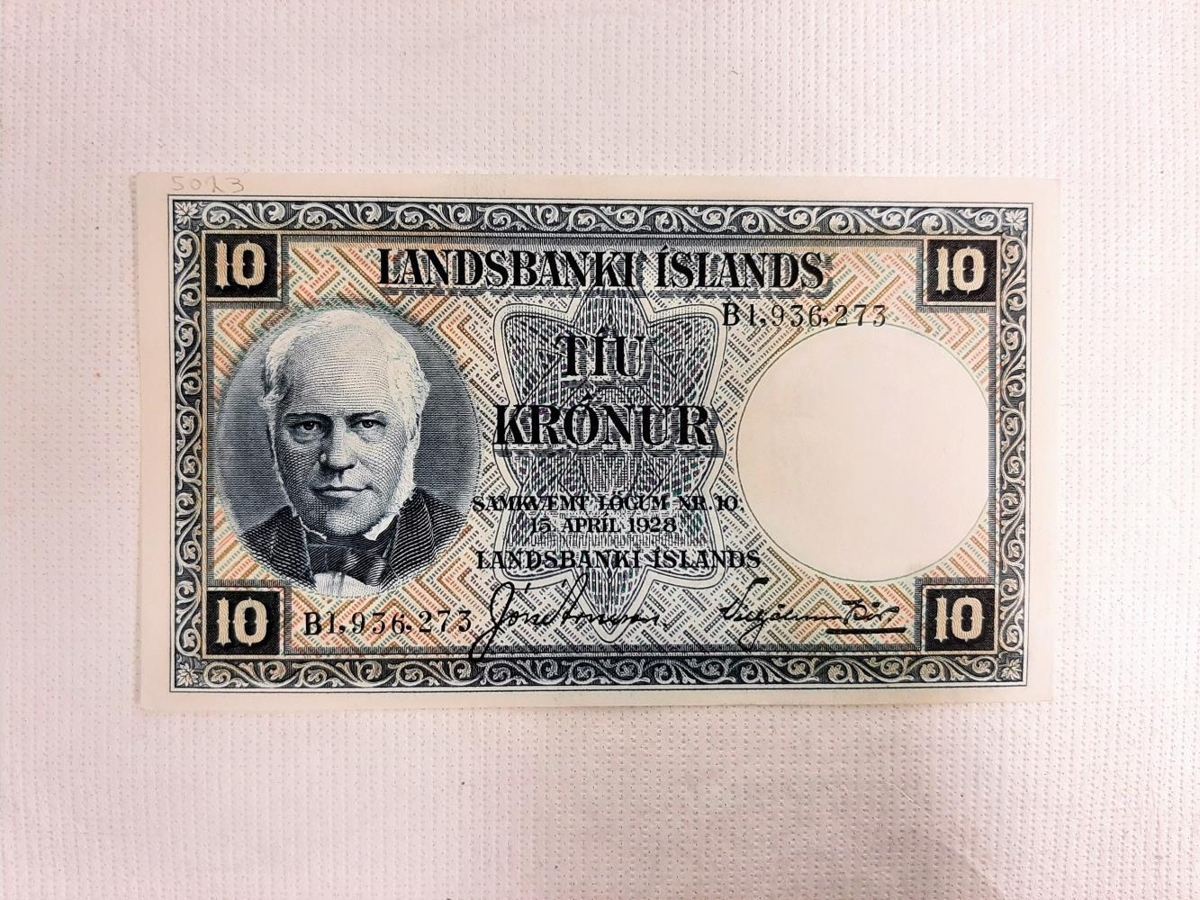 5023
10 LANDSBANKI ÍSLANDS 10
B1,936,273
TÍU
KRÓNUR
SAMKVÆMT LÖGUM NR. 10,
15. APRÍL 1928
LANDSBANKI ÍSLANDS
10 B1,936,273 10